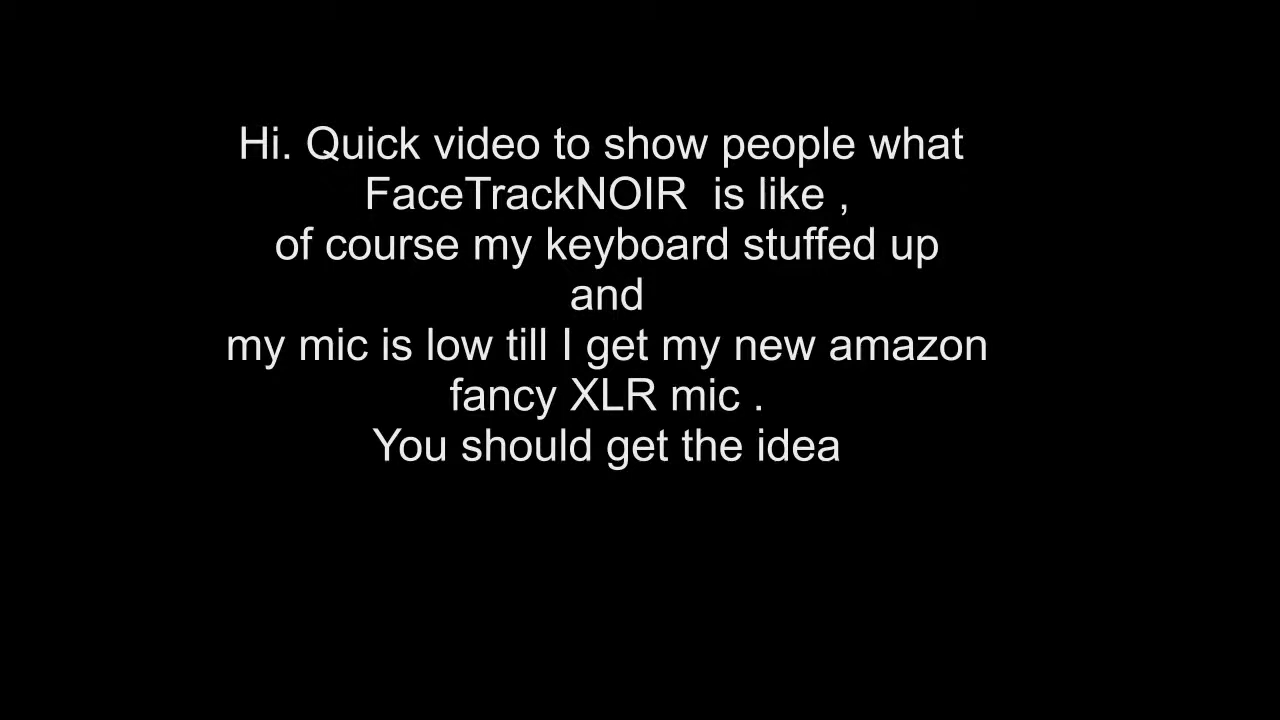 Hi. Quick video to show people what
FaceTrackNOIR  is like ,
of course my keyboard stuffed up
and
my mic is low till I get my new amazon
fancy XLR mic .
You should get the idea